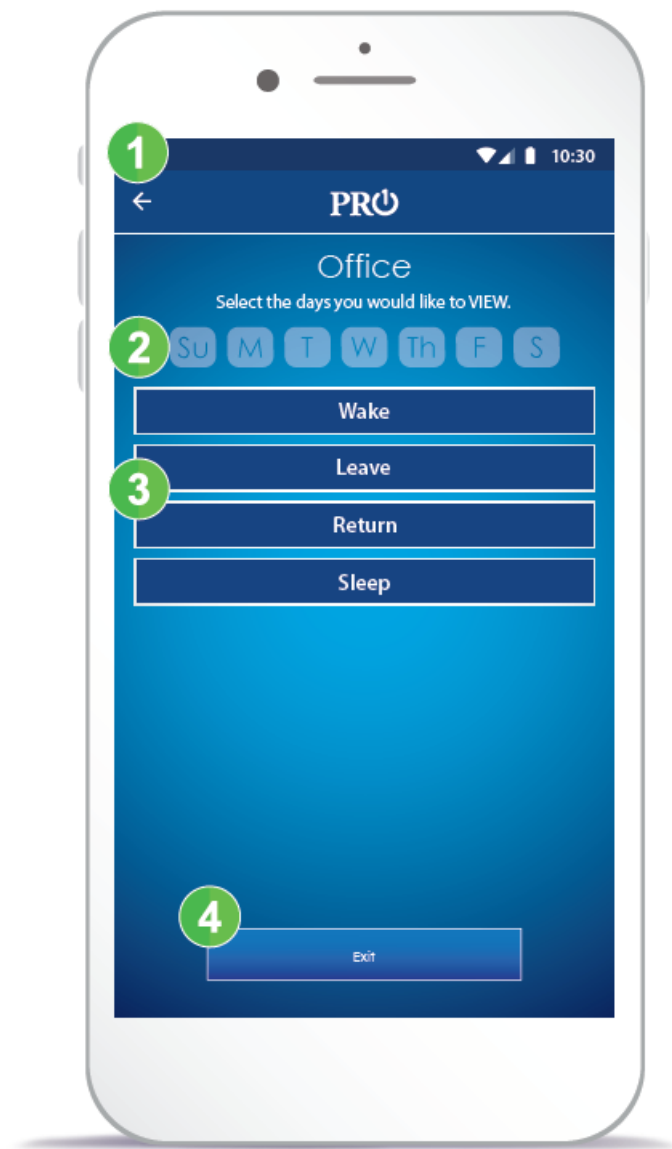 1
10:30
PRO
Office
Select the days you would like to VIEW.
2
Su M T W Th F S
Wake
Leave
3
Return
Sleep
4
Exit